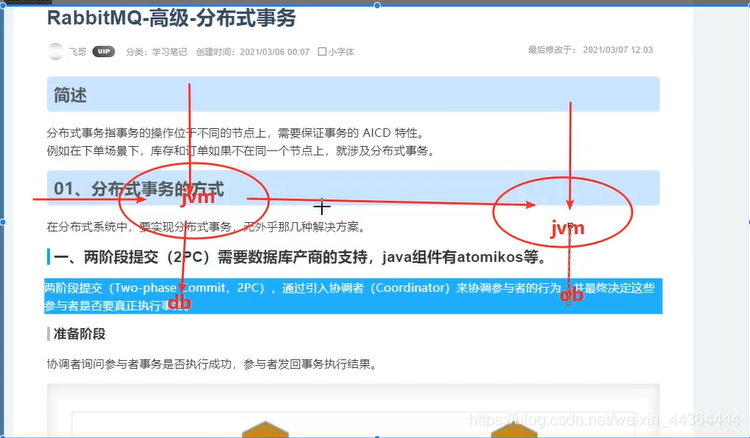 RabbitMQ-高级-分布式事务
飞哥 VIP 分类：学习笔记 创建时间：2021/03/06 00:07 小字体 最后修改于： 2021/03/07 12:03
简述
分布式事务指事务的操作位于不同的节点上，需要保证事务的 AICD 特性。
例如在下单场景下，库存和订单如果不在同一个节点上，就涉及分布式事务。
01、分布式事务的方式
jvm
在分布式系统中，要实现分布式事务，无外乎那几种解决方案。
jvm
一、两阶段提交（2PC）需要数据库产商的支持，java组件有atomikos等。
两阶段提交（Two-phase Commit，2PC），通过引入协调者（Coordinator）来协调参与者的行为，并最终决定这些
db
db
参与者是否要真正执行事务。
准备阶段
协调者询问参与者事务是否执行成功，参与者发回事务执行结果。
https://blog.csdn.net/weixin_44364444